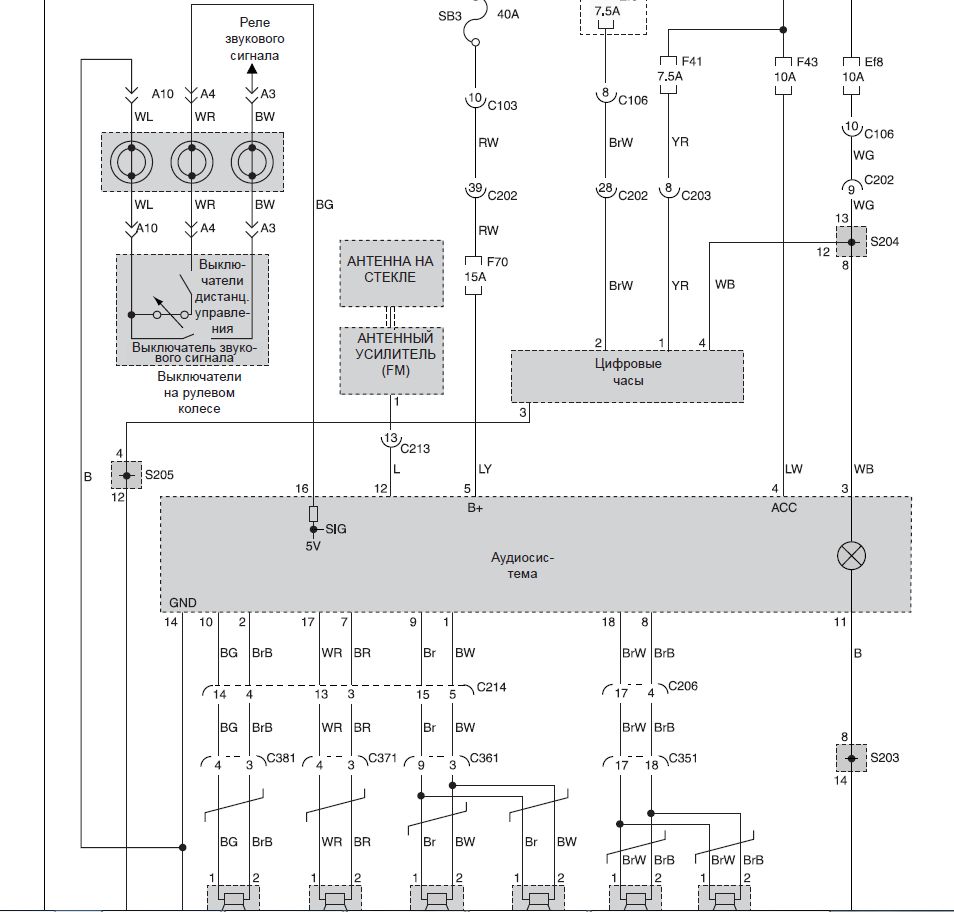 7.5A
SB3 40A
Реле
звукового
сигнала
F41
7.5A
F43
10A
Ef8
10A
A10 A4 A3
10 C103
8 C106
10 C106
WL WR BW
RW BrW YR WG
39 C202
28 C202
8 C203
C202
9
WL WR BW BG
WG
A10 A4 A3
RW
13
S204
12
8
АНТЕННА НА
СТЕКЛЕ
F70
15A
Выклю-
чатели
дистанц.
управле-
ния
BrW YR WB
Выключатель звуко-
вого сигнала
АНТЕННЫЙ
УСИЛИТЕЛЬ
(FM)
2 1 4
Цифровые
часы
Выключатели
на рулевом
колесе
1
3
13 C213
4
S205
12
B
L LY LW WB
16 12 5 4 3
B+ ACC
SIG
5V
Аудиосис-
тема
GND
14 10 2 17 7 9 1 18 8 11
BG BrB WR BR Br BW BrW BrB B
14 4 13 3 15 5 C214
17 4 C206
BG BrB WR BR Br BW BrW BrB
8
S203
14
4 3 C381
4 3 C371
9 3 C361
17 18 C351
BG BrB WR BR Br BW Br BW
BrW BrB BrW BrB
1 2 1 2 1 2 1 2 1 2 1 2